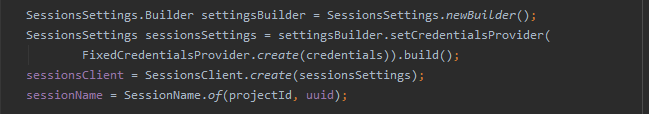 SessionsSettings.Builder settingsBuilder = SessionsSettings.newBuilder();
SessionsSettings sessionsSettings = settingsBuilder.setCredentialsProvider(
FixedCredentialsProvider.create(credentials)).build();
sessionsClient = SessionsClient.create(sessionsSettings);
sessionName = SessionName.of(projectId, uuid);